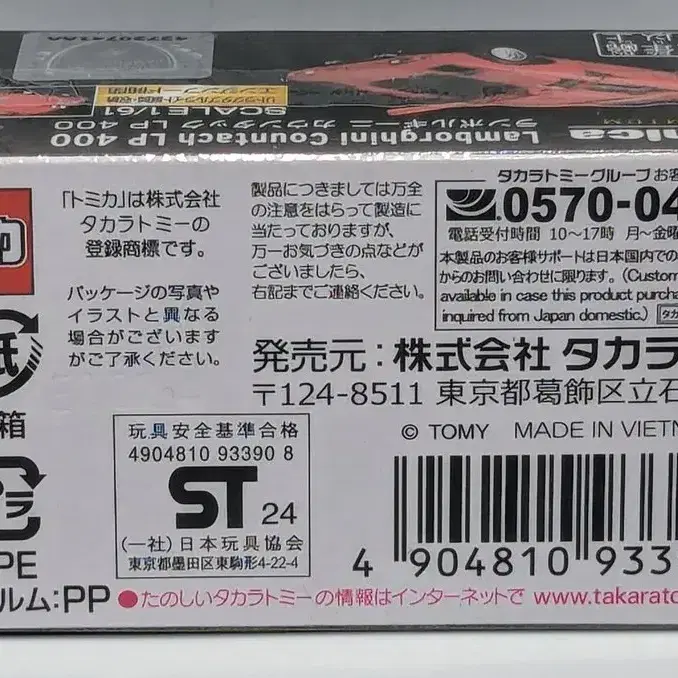 Lamborghini Countach LP 400
ランボルギーニ カウンタック LP 400
SCALE 1/61
「トミカ」は株式会社
タカラトミーの
登録商標です。
パッケージの写真や
イラストと異なる
場合がございます
がご了承ください。
製品につきましては万全
の注意をはらって製造に
当たっておりますが、
万一お気づきの点などが
ございましたら、
右記までご連絡ください。
タカラトミーグループお客
0570-04
電話受付時間 10〜17時 月〜金曜
本製品のお客様サポートは日本国内での
からのお問い合わせに限ります。(Custom
available in case this product purcha
inquired from Japan domestic.)
発売元:株式会社 タカラ
〒124-8511 東京都葛飾区立石
© TOMY MADE IN VIETN
紙
箱
プラ
PE
ルム:PP
玩具安全基準合格
4904810 93390 8
ST 24
(一社)日本玩具協会
東京都墨田区東駒形4-22-4
4 904810 933
●たのしいタカラトミーの情報はインターネットで www.takarato